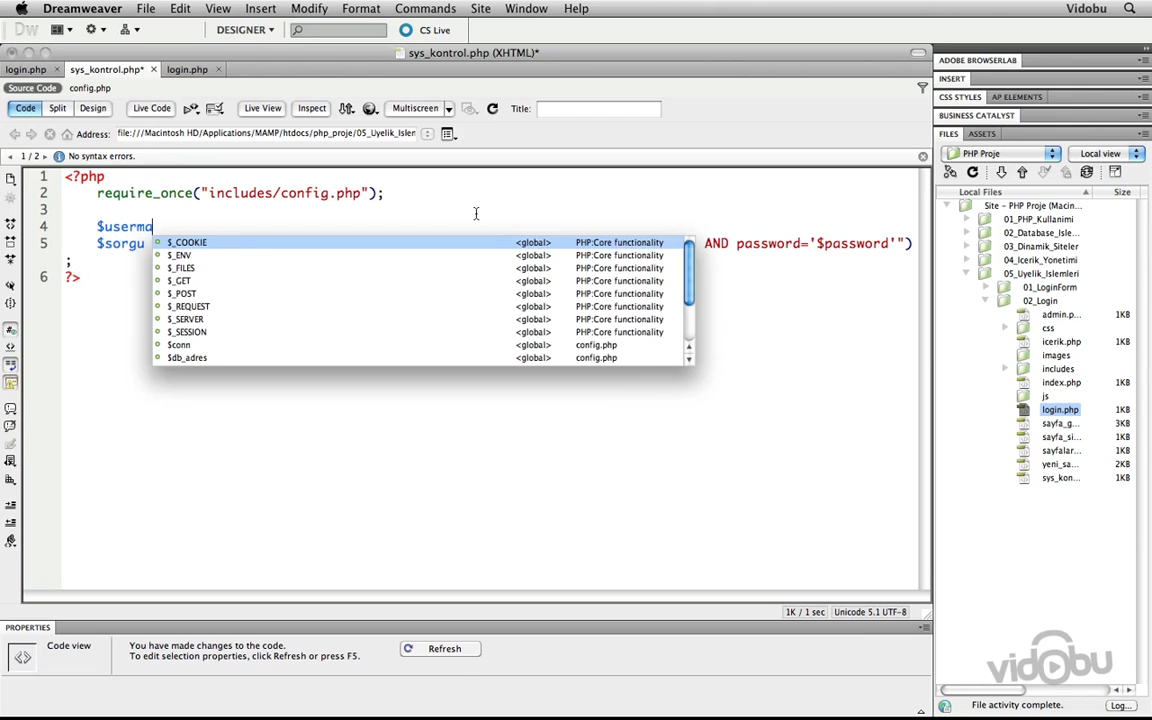 Dreamweaver File Edit View Insert Modify Format Commands Site Window Help Vidobu
Dw DESIGNER CS Live
sys_kontrol.php (XHTML)*
login.php sys_kontrol.php* login.php
Source Code config.php
Code Split Design Live Code Live View Inspect Multiscreen Title:
Address: file:///Macintosh HD/Applications/MAMP/htdocs/php_proje/05_Uyelik_Islen
1 / 2 No syntax errors.
1 <?php
2 require_once("includes/config.php");
3
4 $userma
5 $sorgu AND password='$password'")
;
6 ?>
$_COOKIE <global> PHP:Core functionality
$_ENV <global> PHP:Core functionality
$_FILES <global> PHP:Core functionality
$_GET <global> PHP:Core functionality
$_POST <global> PHP:Core functionality
$_REQUEST <global> PHP:Core functionality
$_SERVER <global> PHP:Core functionality
$_SESSION <global> PHP:Core functionality
$conn <global> config.php
$db_adres <global> config.php
1K / 1 sec Unicode 5.1 UTF-8
PROPERTIES
Code view
You have made changes to the code.
To edit selection properties, click Refresh or press F5.
Refresh
ADOBE BROWSERLAB
INSERT
CSS STYLES AP ELEMENTS
BUSINESS CATALYST
FILES ASSETS
PHP Proje Local view
Local Files Size
Site - PHP Proje (Macin...
01_PHP_Kullanimi
02_Database_Isle...
03_Dinamik_Siteler
04_Icerik_Yonetimi
05_Uyelik_Islemleri
01_LoginForm
02_Login
admin.p... 1KB
css
icerik.php 1KB
images
includes
index.php 1KB
js
login.php 1KB
sayfa_g... 3KB
sayfa_si... 1KB
sayfalar... 1KB
yeni_sa... 2KB
sys_kon... 1KB
vidobu
File activity complete. Log...